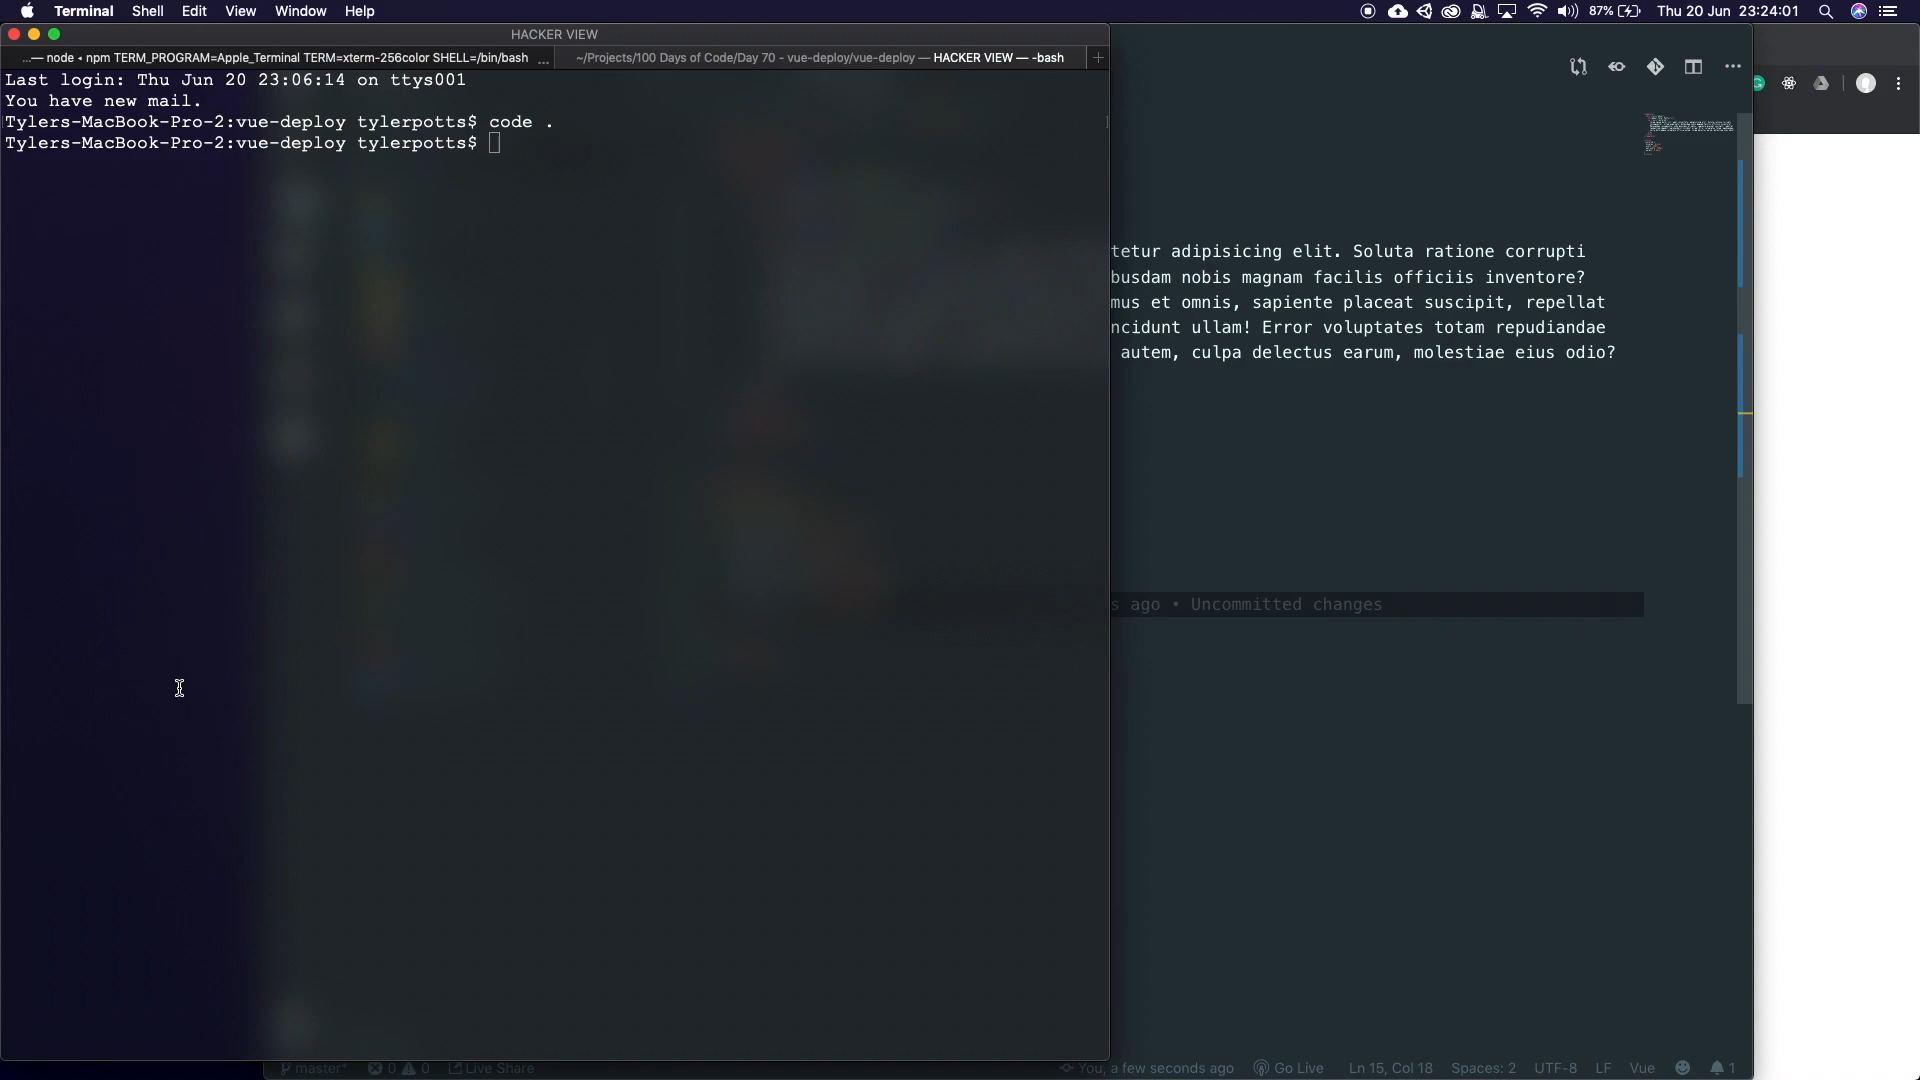 Terminal Shell Edit View Window Help 87% Thu 20 Jun 23:24:01
HACKER VIEW
...— node ◂ npm TERM_PROGRAM=Apple_Terminal TERM=xterm-256color SHELL=/bin/bash ... ~/Projects/100 Days of Code/Day 70 - vue-deploy/vue-deploy — HACKER VIEW — -bash +
Last login: Thu Jun 20 23:06:14 on ttys001
You have new mail.
Tylers-MacBook-Pro-2:vue-deploy tylerpotts$ code .
Tylers-MacBook-Pro-2:vue-deploy tylerpotts$
tetur adipisicing elit. Soluta ratione corrupti
busdam nobis magnam facilis officiis inventore?
mus et omnis, sapiente placeat suscipit, repellat
ncidunt ullam! Error voluptates totam repudiandae
autem, culpa delectus earum, molestiae eius odio?
s ago • Uncommitted changes
master* 0 0 Live Share You, a few seconds ago Go Live Ln 15, Col 18 Spaces: 2 UTF-8 LF Vue 1